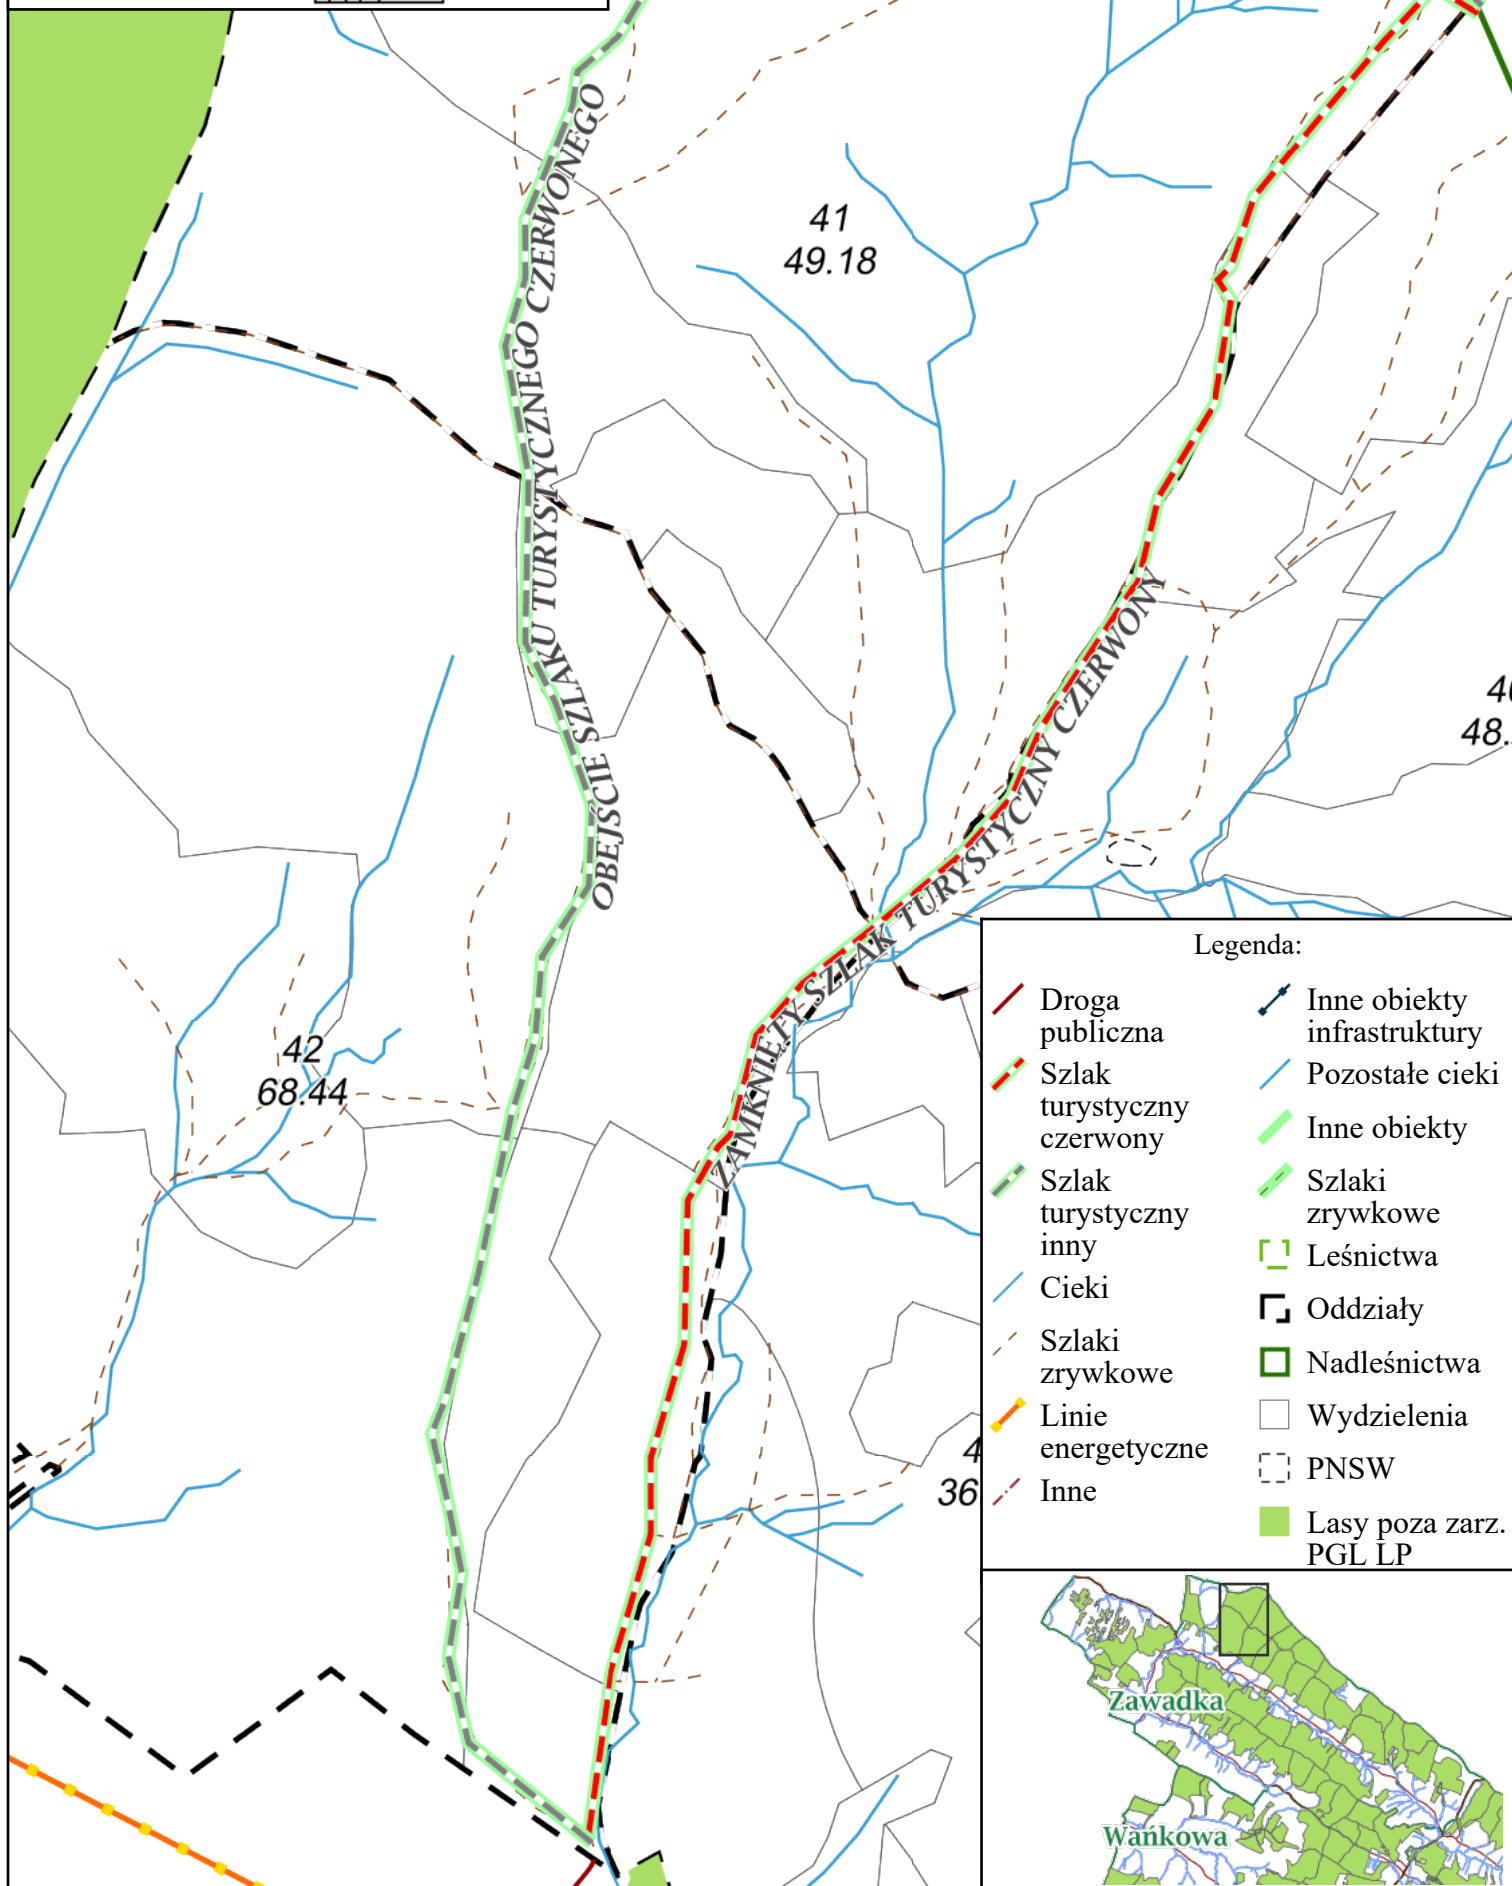 OBEJŚCIE SZLAKU TURYSTYCZNEGO CZERWONEGO
41
49.18
ZAMKNIĘTY SZLAK TURYSTYCZNY CZERWONY
48.
42
68.44
4
36
Legenda:
Droga
publiczna
Szlak
turystyczny
czerwony
Szlak
turystyczny
inny
Cieki
Szlaki
zrywkowe
Linie
energetyczne
Inne
Inne obiekty
infrastruktury
Pozostałe cieki
Inne obiekty
Szlaki
zrywkowe
Leśnictwa
Oddziały
Nadleśnictwa
Wydzielenia
PNSW
Lasy poza zarz.
PGL LP
Zawadka
Wańkowa